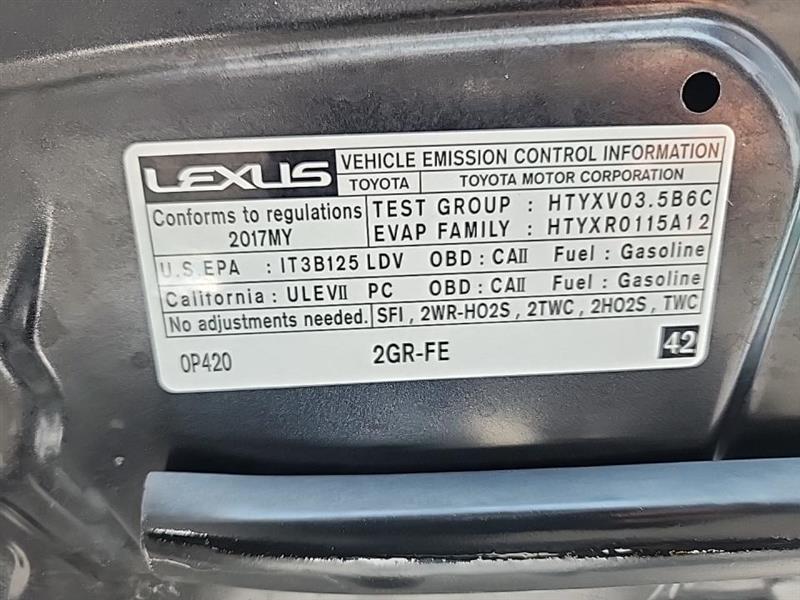 LEXUS VEHICLE EMISSION CONTROL INFORMATION
TOYOTA TOYOTA MOTOR CORPORATION
Conforms to regulations
2017MY
TEST GROUP : HTYXV03.5B6C
EVAP FAMILY : HTYXR0115A12
U.S.EPA : IT3B125 LDV OBD : CAII Fuel : Gasoline
California : ULEVII PC OBD : CAII Fuel : Gasoline
No adjustments needed. SFI , 2WR-HO2S , 2TWC , 2HO2S , TWC
0P420 2GR-FE 42